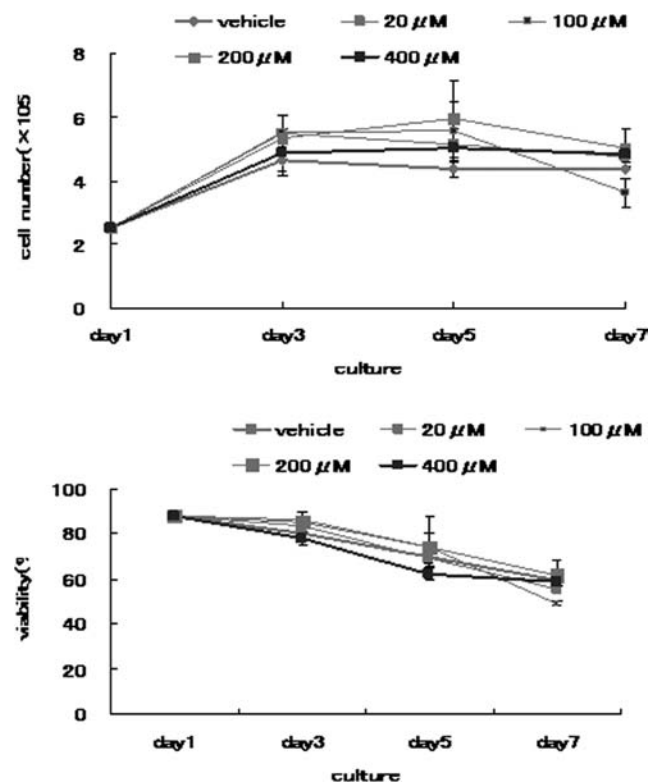 vehicle 20 μM 100 μM
200 μM 400 μM
8
6
4
2
0
cell number(×105
day1 day3 day5 day7
culture
vehicle 20 μM 100 μM
200 μM 400 μM
100
80
60
40
20
0
viability(
day1 day3 day5 day7
culture